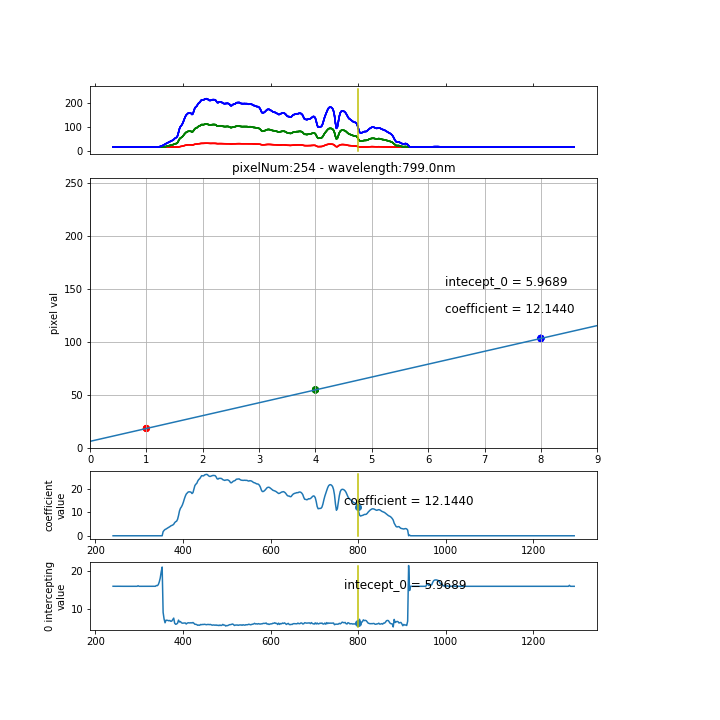 200
100
0
pixelNum:254 - wavelength:799.0nm
250
200
150
100
50
0
pixel val
intecept_0 = 5.9689
coefficient = 12.1440
0 1 2 3 4 5 6 7 8 9
coefficient
value
20
10
0
coefficient = 12.1440
200 400 600 800 1000 1200
0 intercepting
value
20
10
intecept_0 = 5.9689
200 400 600 800 1000 1200